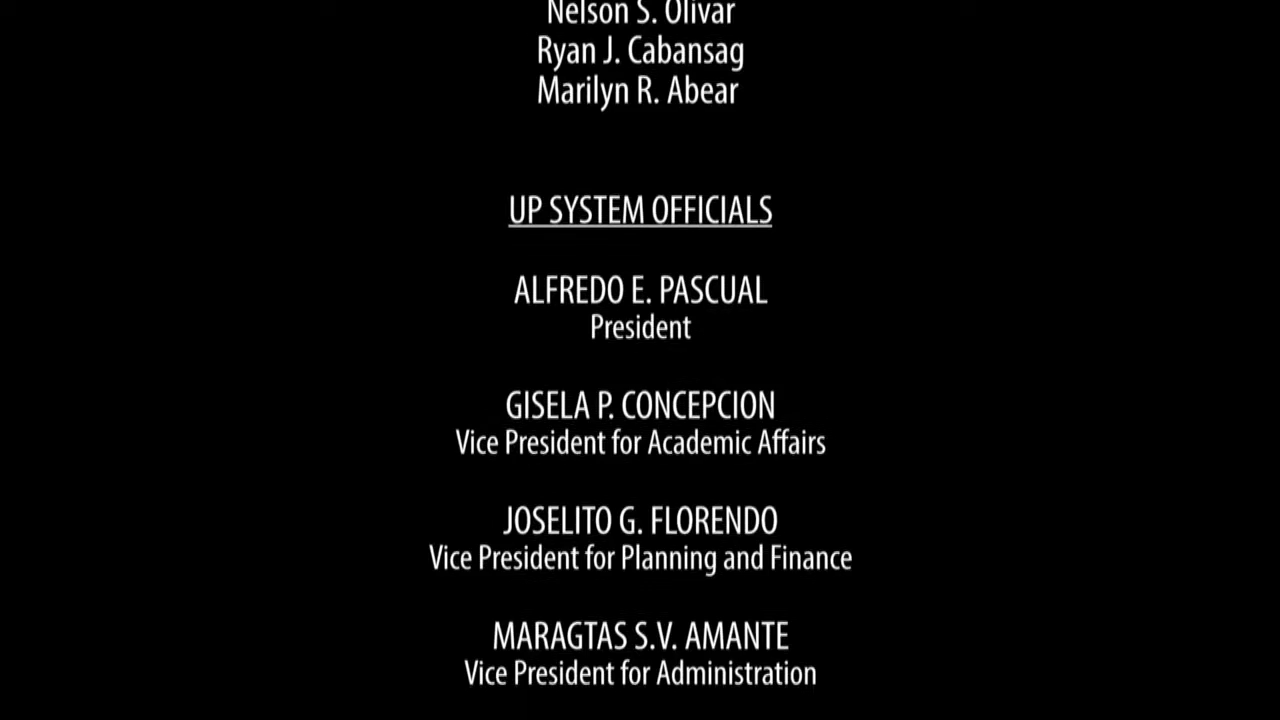 Nelson S. Olivar
Ryan J. Cabansag
Marilyn R. Abear
UP SYSTEM OFFICIALS
ALFREDO E. PASCUAL
President
GISELA P. CONCEPCION
Vice President for Academic Affairs
JOSELITO G. FLORENDO
Vice President for Planning and Finance
MARAGTAS S.V. AMANTE
Vice President for Administration